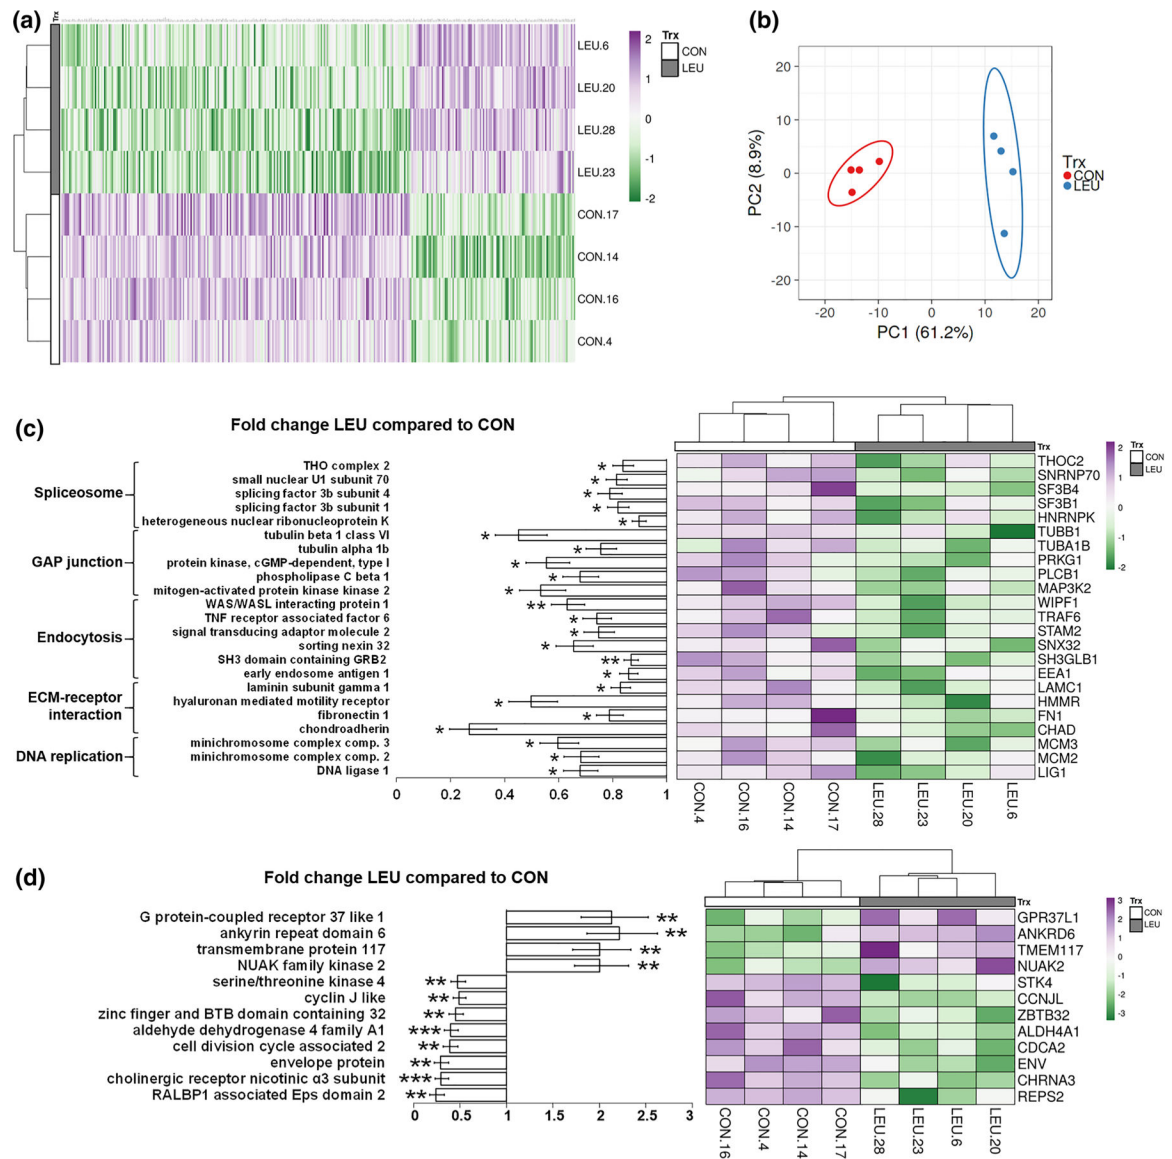 (a)
Trx
LEU.6
LEU.20
LEU.28
LEU.23
CON.17
CON.14
CON.16
CON.4
2
1
0
-1
-2
Trx
CON
LEU
(b)
20
10
0
-10
-20
PC2 (8.9%)
-20
-10
0
10
20
PC1 (61.2%)
Trx
CON
LEU
(c)
Fold change LEU compared to CON
Spliceosome
GAP junction
Endocytosis
ECM-receptor
interaction
DNA replication
THO complex 2
small nuclear U1 subunit 70
splicing factor 3b subunit 4
splicing factor 3b subunit 1
heterogeneous nuclear ribonucleoprotein K
tubulin beta 1 class VI
tubulin alpha 1b
protein kinase, cGMP-dependent, type I
phospholipase C beta 1
mitogen-activated protein kinase kinase 2
WAS/WASL interacting protein 1
TNF receptor associated factor 6
signal transducing adaptor molecule 2
sorting nexin 32
SH3 domain containing GRB2
early endosome antigen 1
laminin subunit gamma 1
hyaluronan mediated motility receptor
fibronectin 1
chondroadherin
minichromosome complex comp. 3
minichromosome complex comp. 2
DNA ligase 1
*
*
*
*
*
*
*
*
*
*
**
*
*
*
**
*
*
*
*
*
*
*
*
0
0.2
0.4
0.6
0.8
1
Trx
THOC2
SNRNP70
SF3B4
SF3B1
HNRNPK
TUBB1
TUBA1B
PRKG1
PLCB1
MAP3K2
WIPF1
TRAF6
STAM2
SNX32
SH3GLB1
EEA1
LAMC1
HMMR
FN1
CHAD
MCM3
MCM2
LIG1
CON.4
CON.16
CON.14
CON.17
LEU.28
LEU.23
LEU.20
LEU.6
2
1
0
-1
-2
Trx
CON
LEU
(d)
Fold change LEU compared to CON
G protein-coupled receptor 37 like 1
ankyrin repeat domain 6
transmembrane protein 117
NUAK family kinase 2
serine/threonine kinase 4
cyclin J like
zinc finger and BTB domain containing 32
aldehyde dehydrogenase 4 family A1
cell division cycle associated 2
envelope protein
cholinergic receptor nicotinic α3 subunit
RALBP1 associated Eps domain 2
**
**
**
**
**
**
**
***
**
**
***
**
0
0.5
1
1.5
2
2.5
3
Trx
GPR37L1
ANKRD6
TMEM117
NUAK2
STK4
CCNJL
ZBTB32
ALDH4A1
CDCA2
ENV
CHRNA3
REPS2
CON.16
CON.4
CON.14
CON.17
LEU.28
LEU.23
LEU.6
LEU.20
3
2
1
0
-1
-2
-3
Trx
CON
LEU